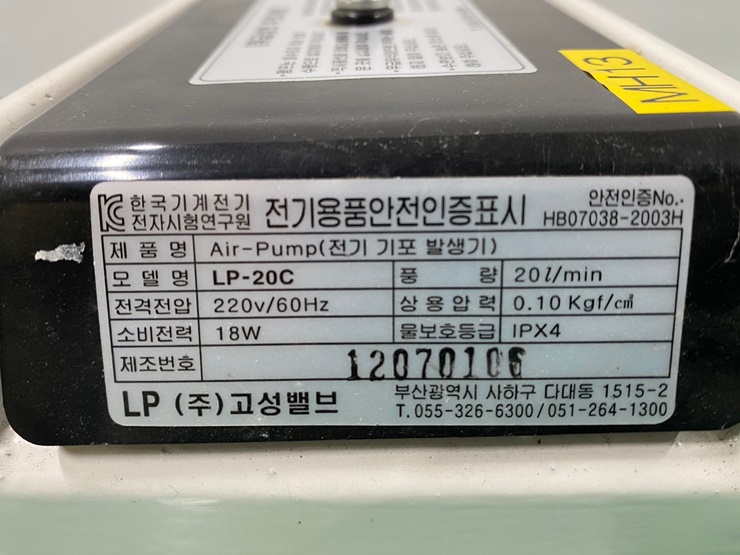 MH13
한국기계전기
전자시험연구원
전기용품안전인증표시
안전인증No.·
HB07038-2003H
제 품 명 Air-Pump(전기 기포 발생기)
모 델 명 LP-20C 풍 량 20ℓ/min
전격전압 220v/60Hz 상 용 압 력 0.10 Kgf/㎠
소비전력 18W 물보호등급 IPX4
제조번호 12070106
LP (주)고성밸브
부산광역시 사하구 다대동 1515-2
T.055-326-6300/051-264-1300